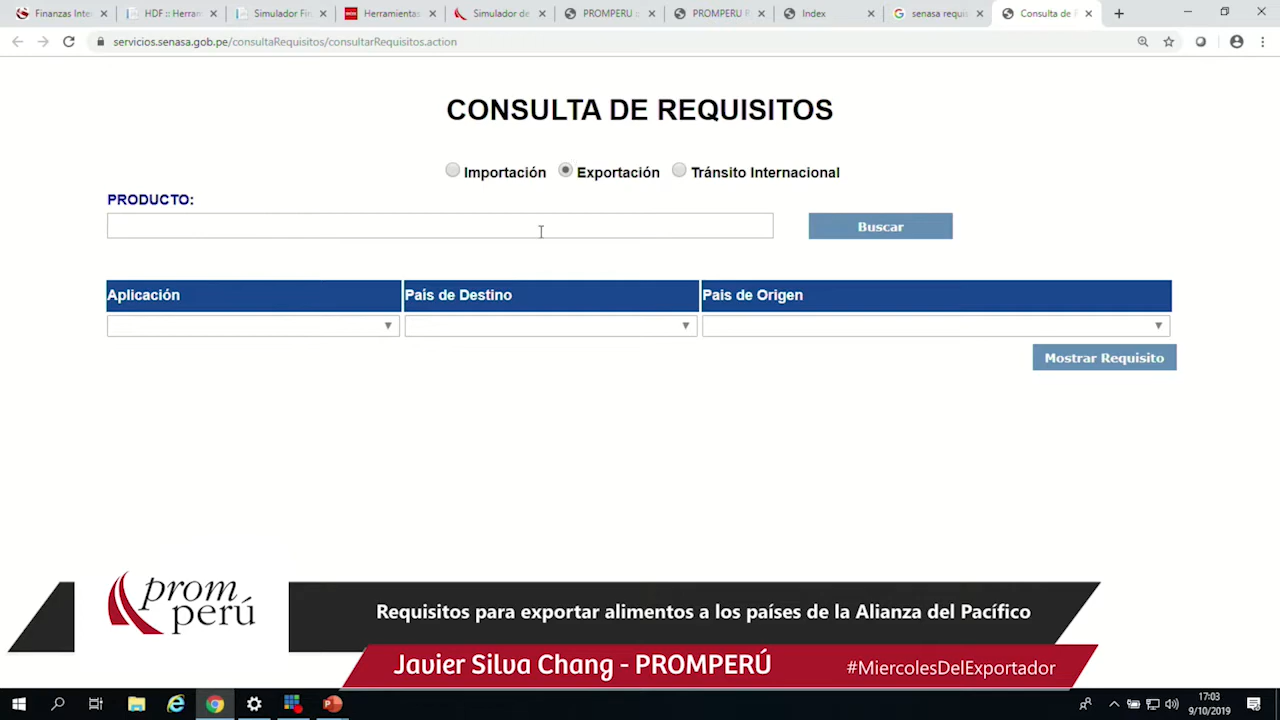 Finanzas Inte
HDF :: Herram
Simulador Fin
Herramientas
Simulador de
PROMPERU
PROMPERU R
Index
senasa requis
Consulta de
servicios.senasa.gob.pe/consultaRequisitos/consultarRequisitos.action
CONSULTA DE REQUISITOS
Importación Exportación Tránsito Internacional
PRODUCTO:
Buscar
Aplicación País de Destino Pais de Origen
Mostrar Requisito
prom
perú
Requisitos para exportar alimentos a los países de la Alianza del Pacífico
Javier Silva Chang - PROMPERÚ #MiercolesDelExportador
17:03
9/10/2019